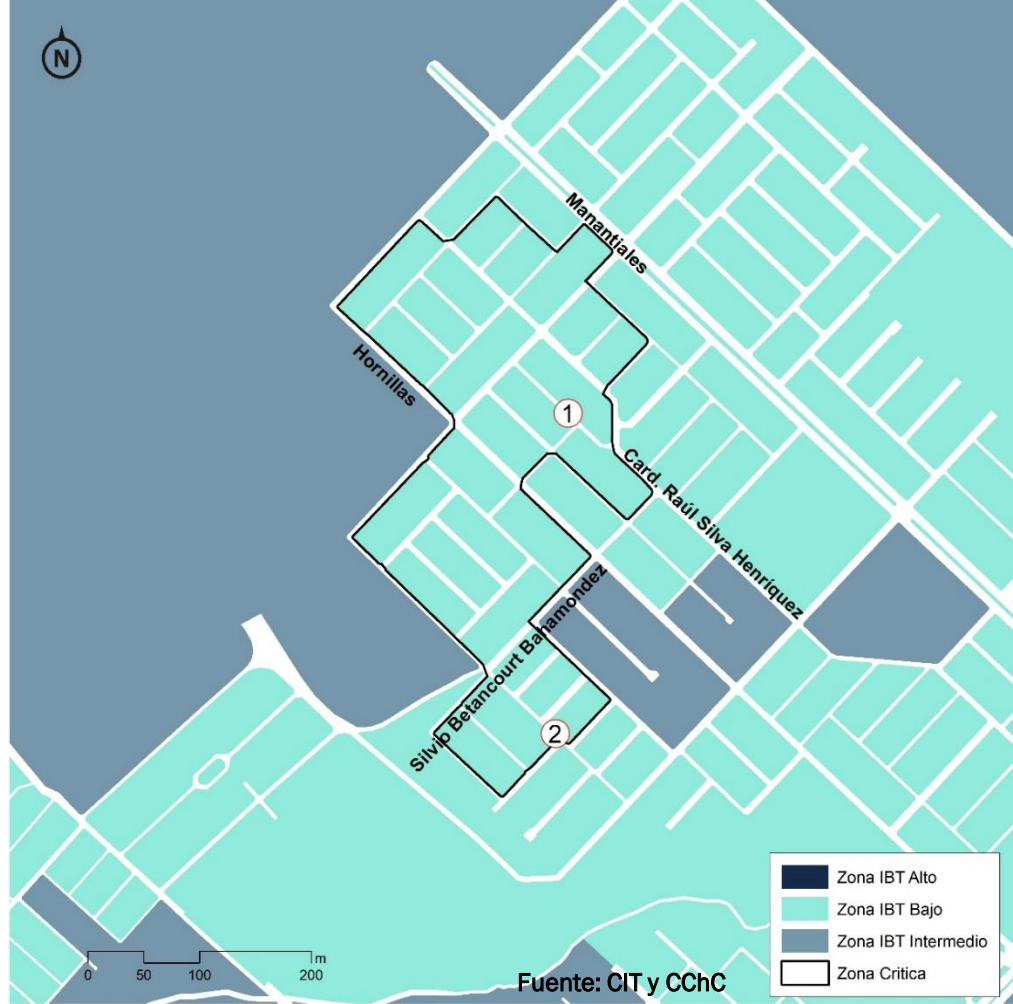 N
Manantiales
Hornillas
1
Card. Raúl Silva Henríquez
Silvio Betancourt Bahamondez
2
Zona IBT Alto
Zona IBT Bajo
Zona IBT Intermedio
Zona Critica
m
0 50 100 200
Fuente: CIT y CChC